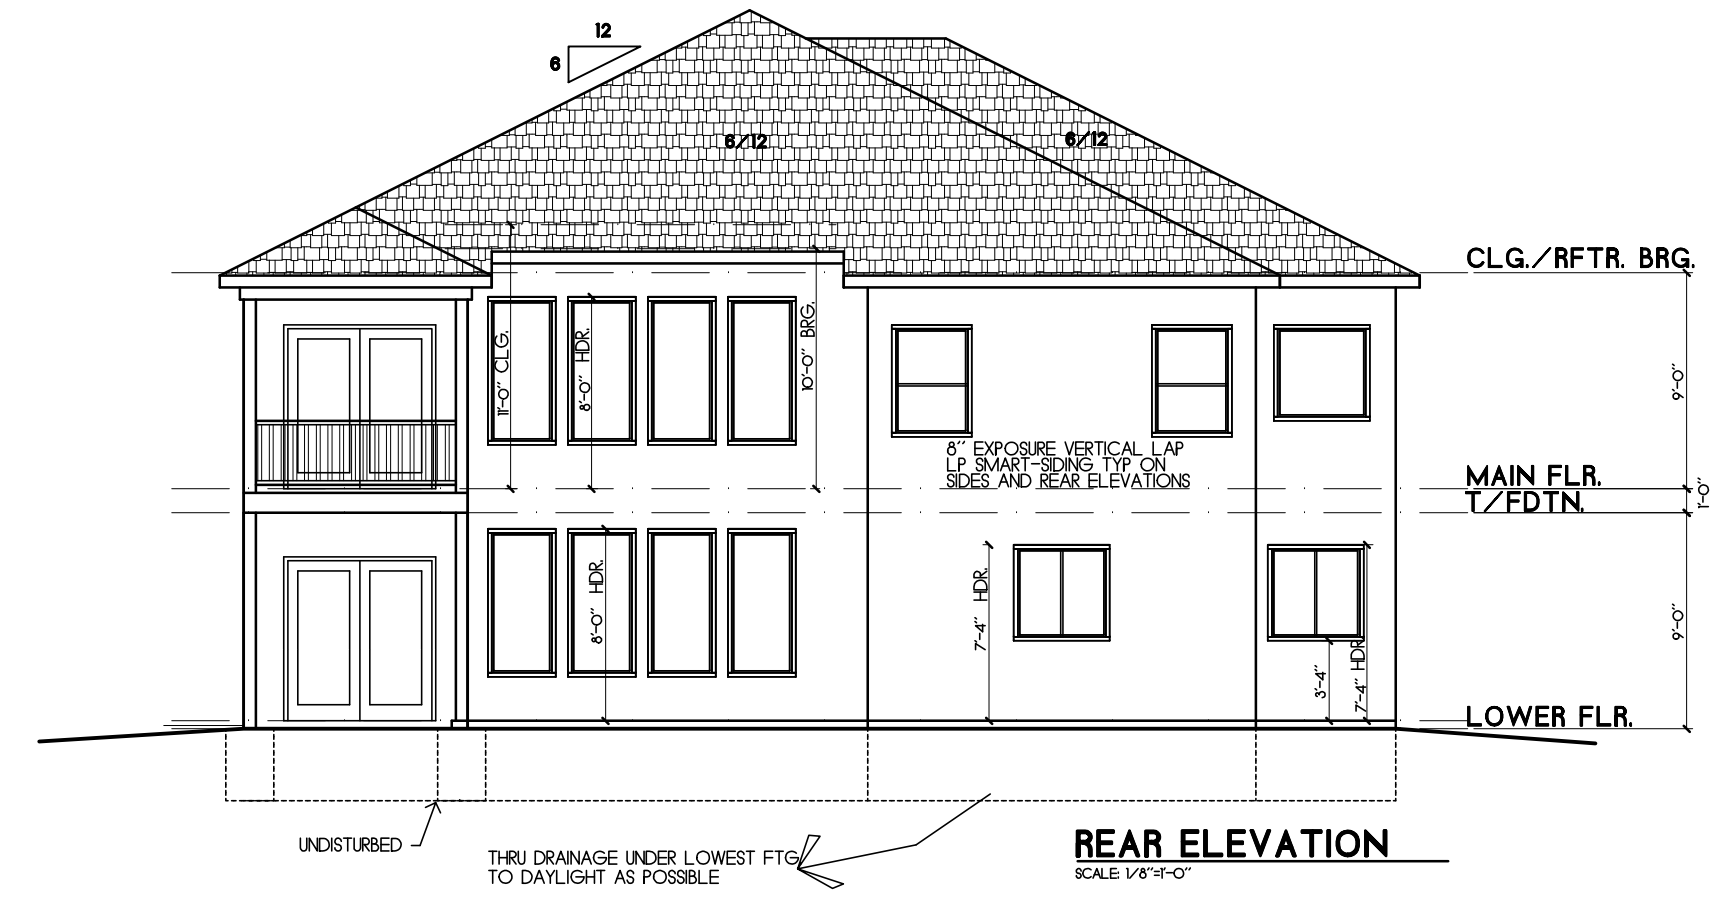 12
6
6/12
6/12
CLG./RFTR. BRG.
11'-0" CLG.
8'-0" HDR.
10'-0" BRG.
9'-0"
8" EXPOSURE VERTICAL LAP
LP SMART-SIDING TYP ON
SIDES AND REAR ELEVATIONS
MAIN FLR.
T/FDTN.
1'-0"
8'-0" HDR.
7'-4" HDR.
3'-4"
7'-4" HDR.
9'-0"
LOWER FLR.
UNDISTURBED
THRU DRAINAGE UNDER LOWEST FTG
TO DAYLIGHT AS POSSIBLE
REAR ELEVATION
SCALE: 1/8"=1'-0"